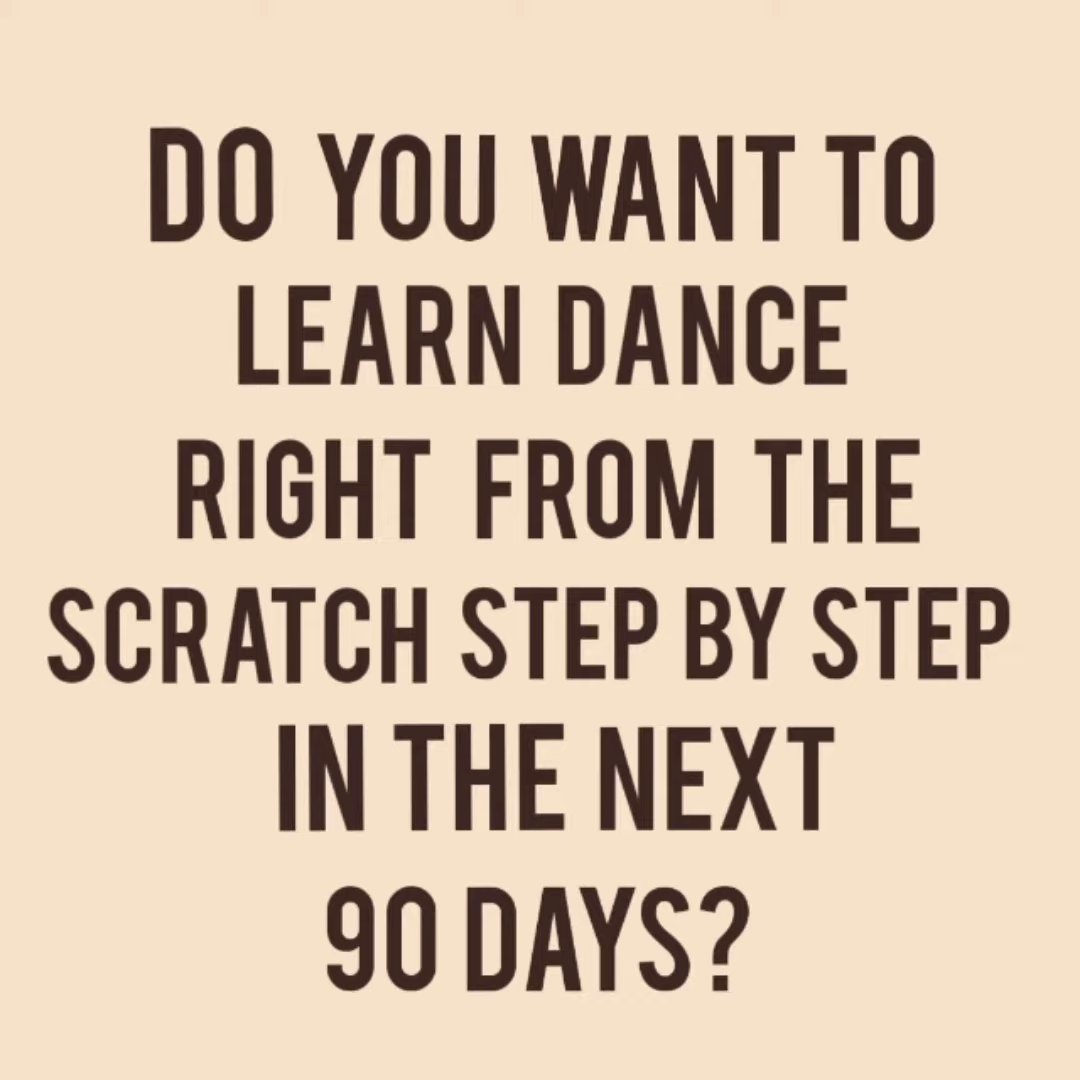 DO YOU WANT TO
LEARN DANCE
RIGHT FROM THE
SCRATCH STEP BY STEP
IN THE NEXT
90 DAYS?